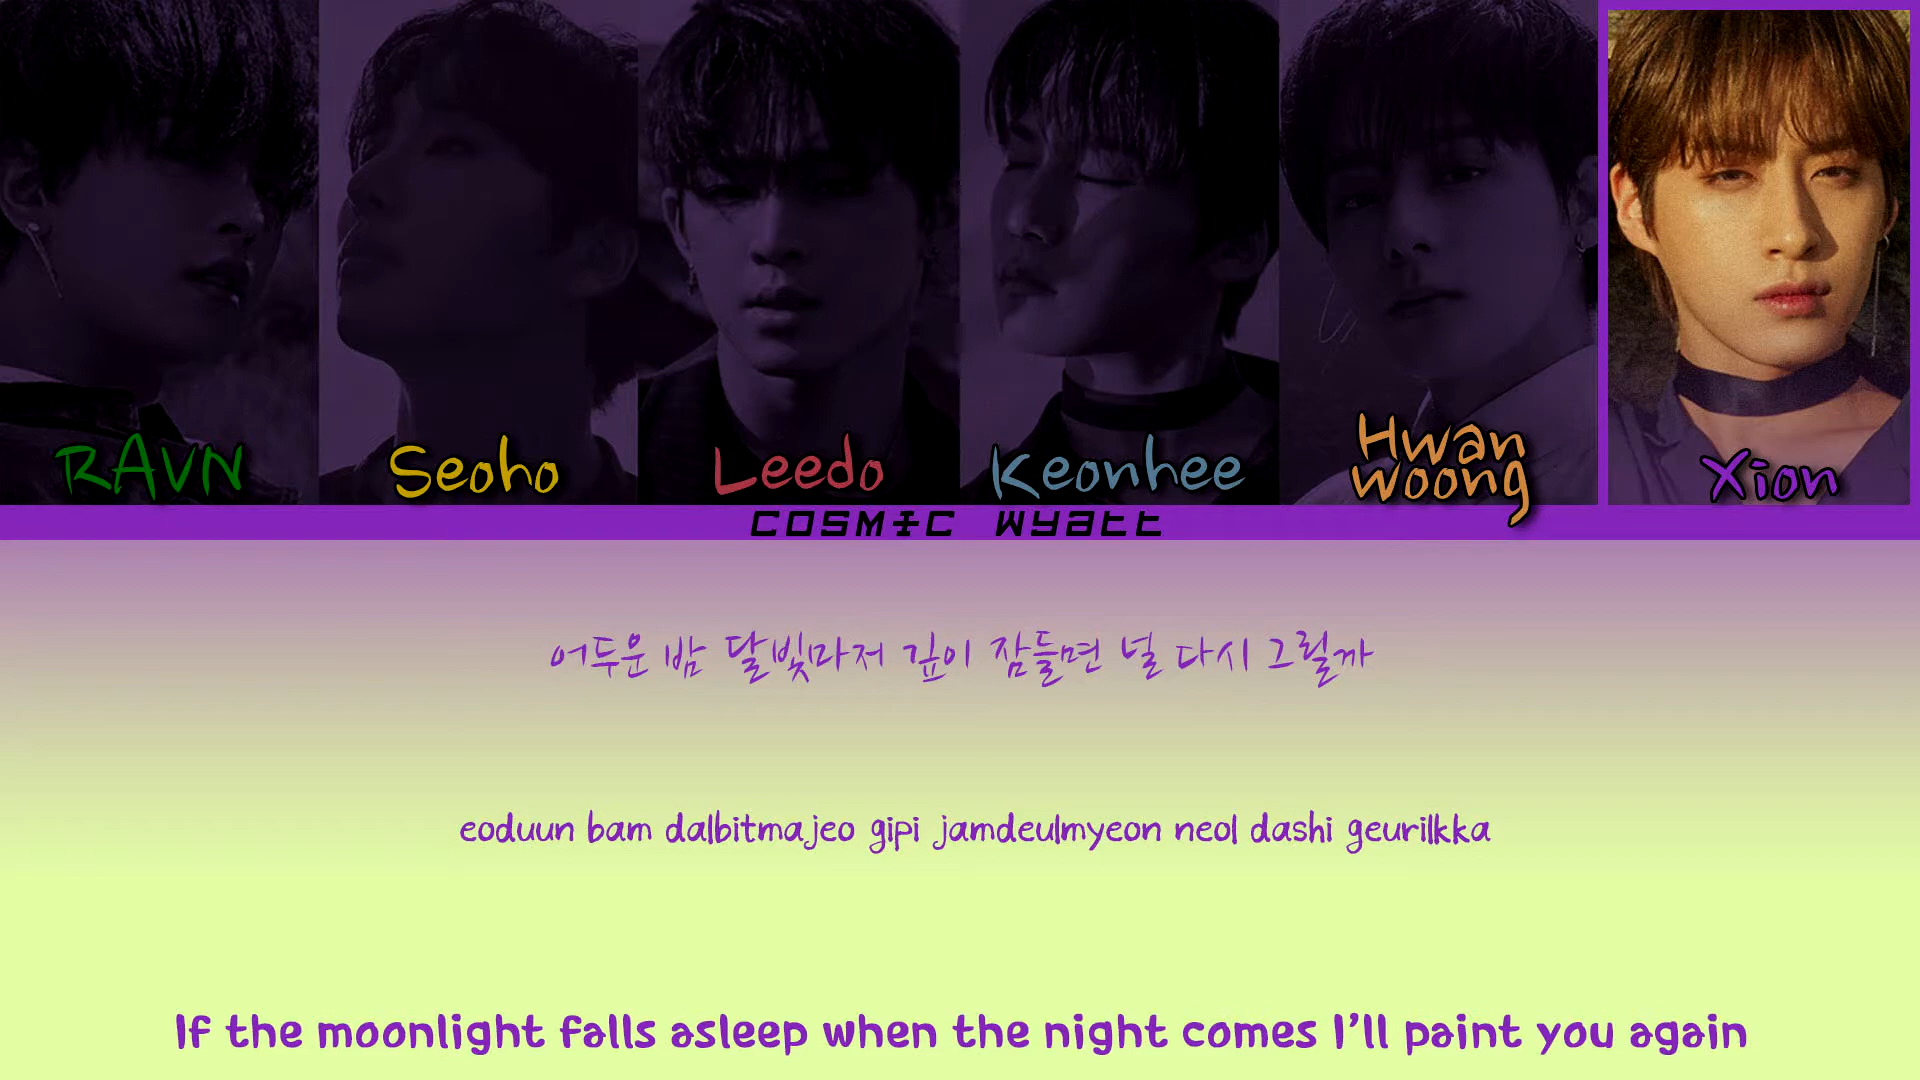 RAVN
Seoho
Leedo
Keonhee
Hwan
woong
Xion
COSMIC WYATT
어두운 밤 달빛마저 깊이 잠들면 널 다시 그릴까
eoduun bam dalbitmajeo gipi jamdeulmyeon neol dashi geurilkka
If the moonlight falls asleep when the night comes I'll paint you again